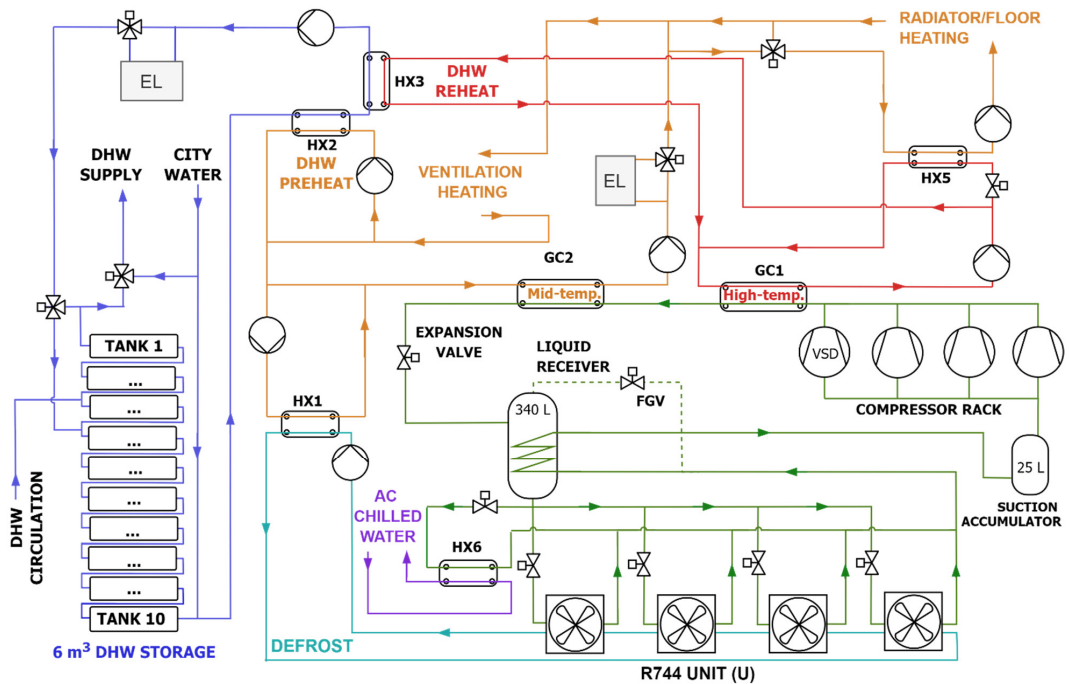 RADIATOR/FLOOR
HEATING
EL
HX3
DHW
REHEAT
HX2
DHW
PREHEAT
DHW
SUPPLY
CITY
WATER
VENTILATION
HEATING
EL
HX5
GC2
Mid-temp.
GC1
High-temp.
EXPANSION
VALVE
LIQUID
RECEIVER
FGV
VSD
COMPRESSOR RACK
TANK 1
...
...
...
...
...
...
...
...
TANK 10
HX1
340 L
25 L
SUCTION
ACCUMULATOR
DHW
CIRCULATION
AC
CHILLED
WATER
HX6
DEFROST
6 m³ DHW STORAGE
R744 UNIT (U)